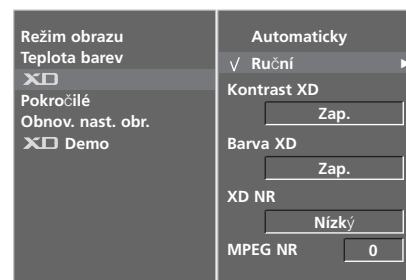 Režim obrazu
Teplota barev
XD
Pokročilé
Obnov. nast. obr.
XD Demo
Automaticky
√ Ruční ►
Kontrast XD
Zap.
Barva XD
Zap.
XD NR
Nízký
MPEG NR 0